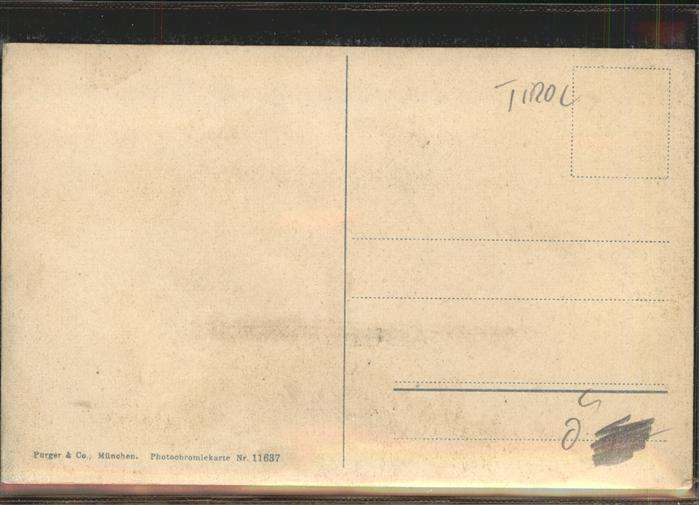 TIROL
Purger & Co., München. Photochromiekarte Nr. 11637